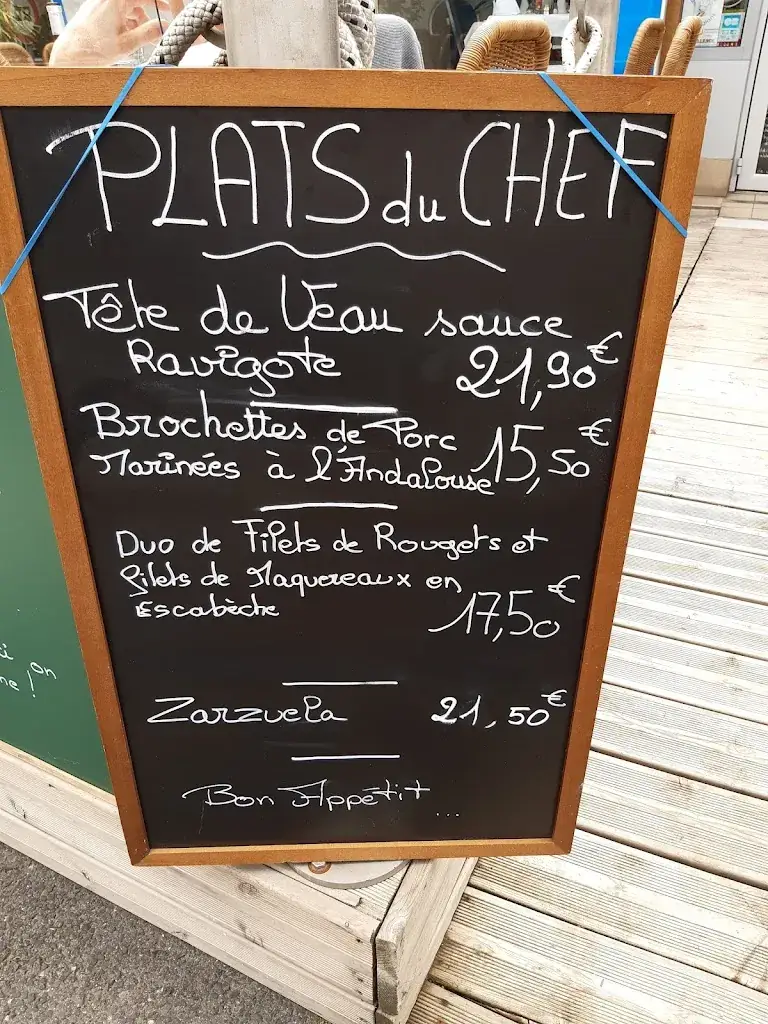 PLATS du CHEF
Tête de Veau sauce
Ravigote 21,90€
Brochettes de Porc
Marinées à l'Andalouse 15,50€
Duo de Filets de Rougets et
filets de Maquereaux en
Escabèche 17,50€
Zarzuela 21,50€
Bon Appétit...
on
!